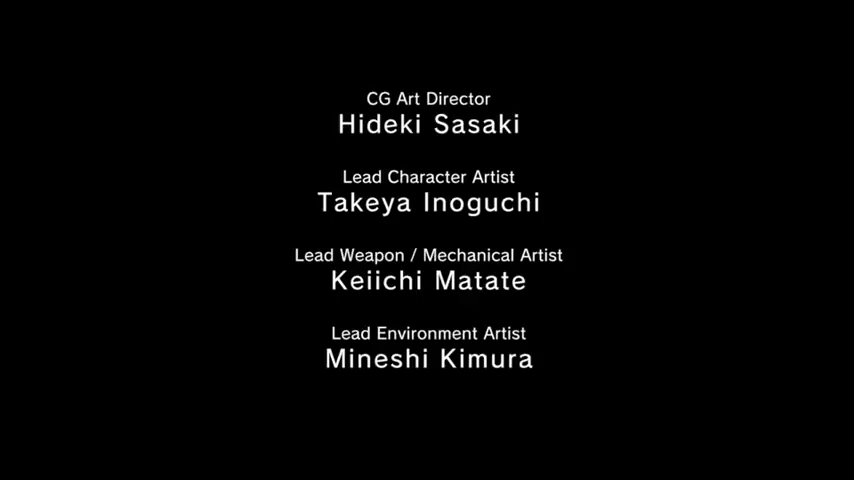 CG Art Director
Hideki Sasaki
Lead Character Artist
Takeya Inoguchi
Lead Weapon / Mechanical Artist
Keiichi Matate
Lead Environment Artist
Mineshi Kimura